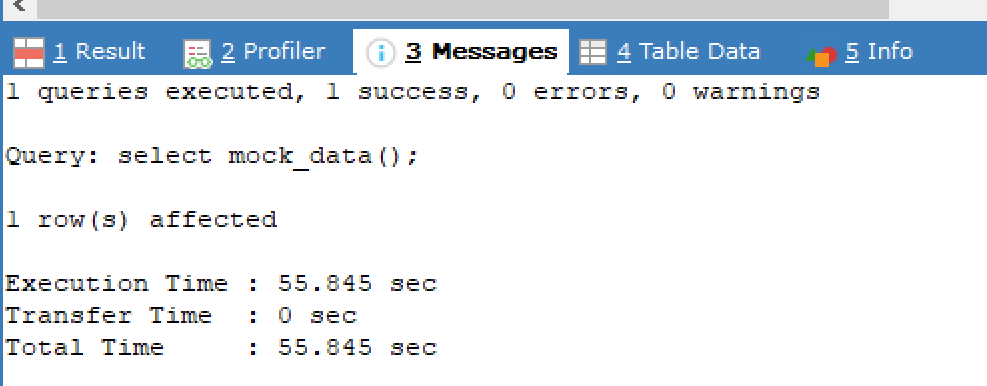 1 Result 2 Profiler 3 Messages 4 Table Data 5 Info
1 queries executed, 1 success, 0 errors, 0 warnings
Query: select mock_data();
1 row(s) affected
Execution Time : 55.845 sec
Transfer Time  : 0 sec
Total Time     : 55.845 sec